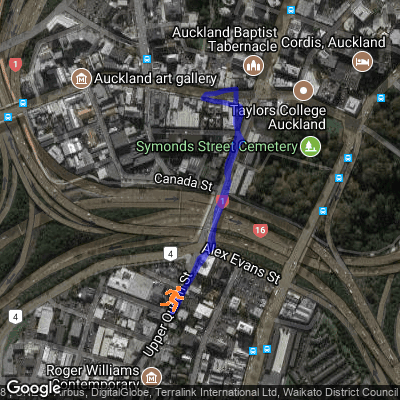 Auckland Baptist
Tabernacle
Cordis, Auckland
1
Auckland art gallery
Taylors College
Auckland
Symonds Street Cemetery
Canada St
1
16
4
Alex Evans St
4
Upper Q St
Roger Williams
Contemporary
Google
Airbus, DigitalGlobe, Terralink International Ltd, Waikato District Council